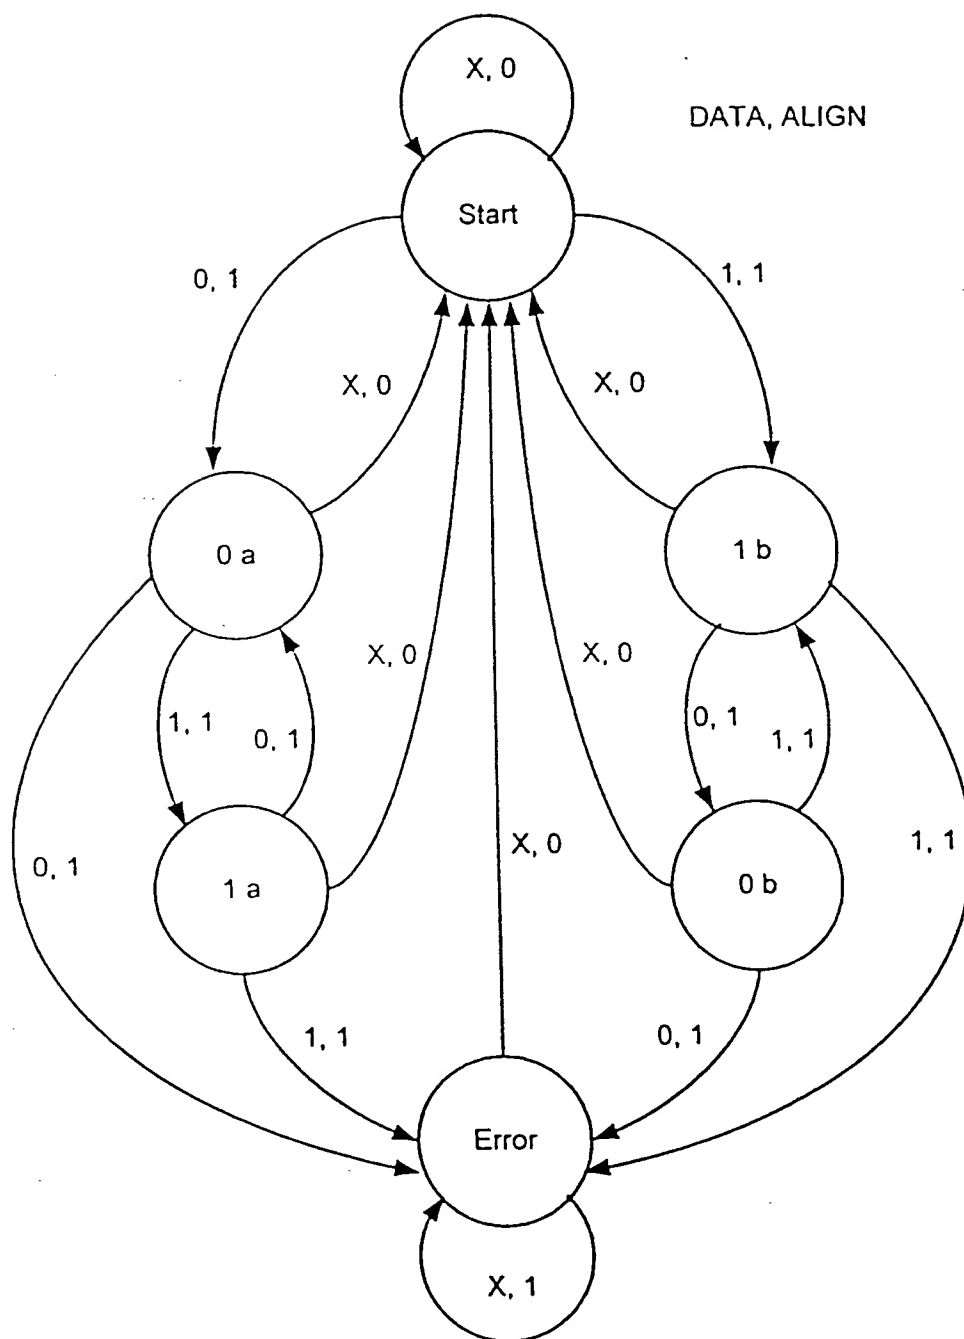 X, 0
DATA, ALIGN
Start
0, 1
1, 1
X, 0
X, 0
0 a
1 b
X, 0
X, 0
1, 1
0, 1
0, 1
1, 1
0, 1
X, 0
1, 1
1 a
0 b
1, 1
0, 1
Error
X, 1